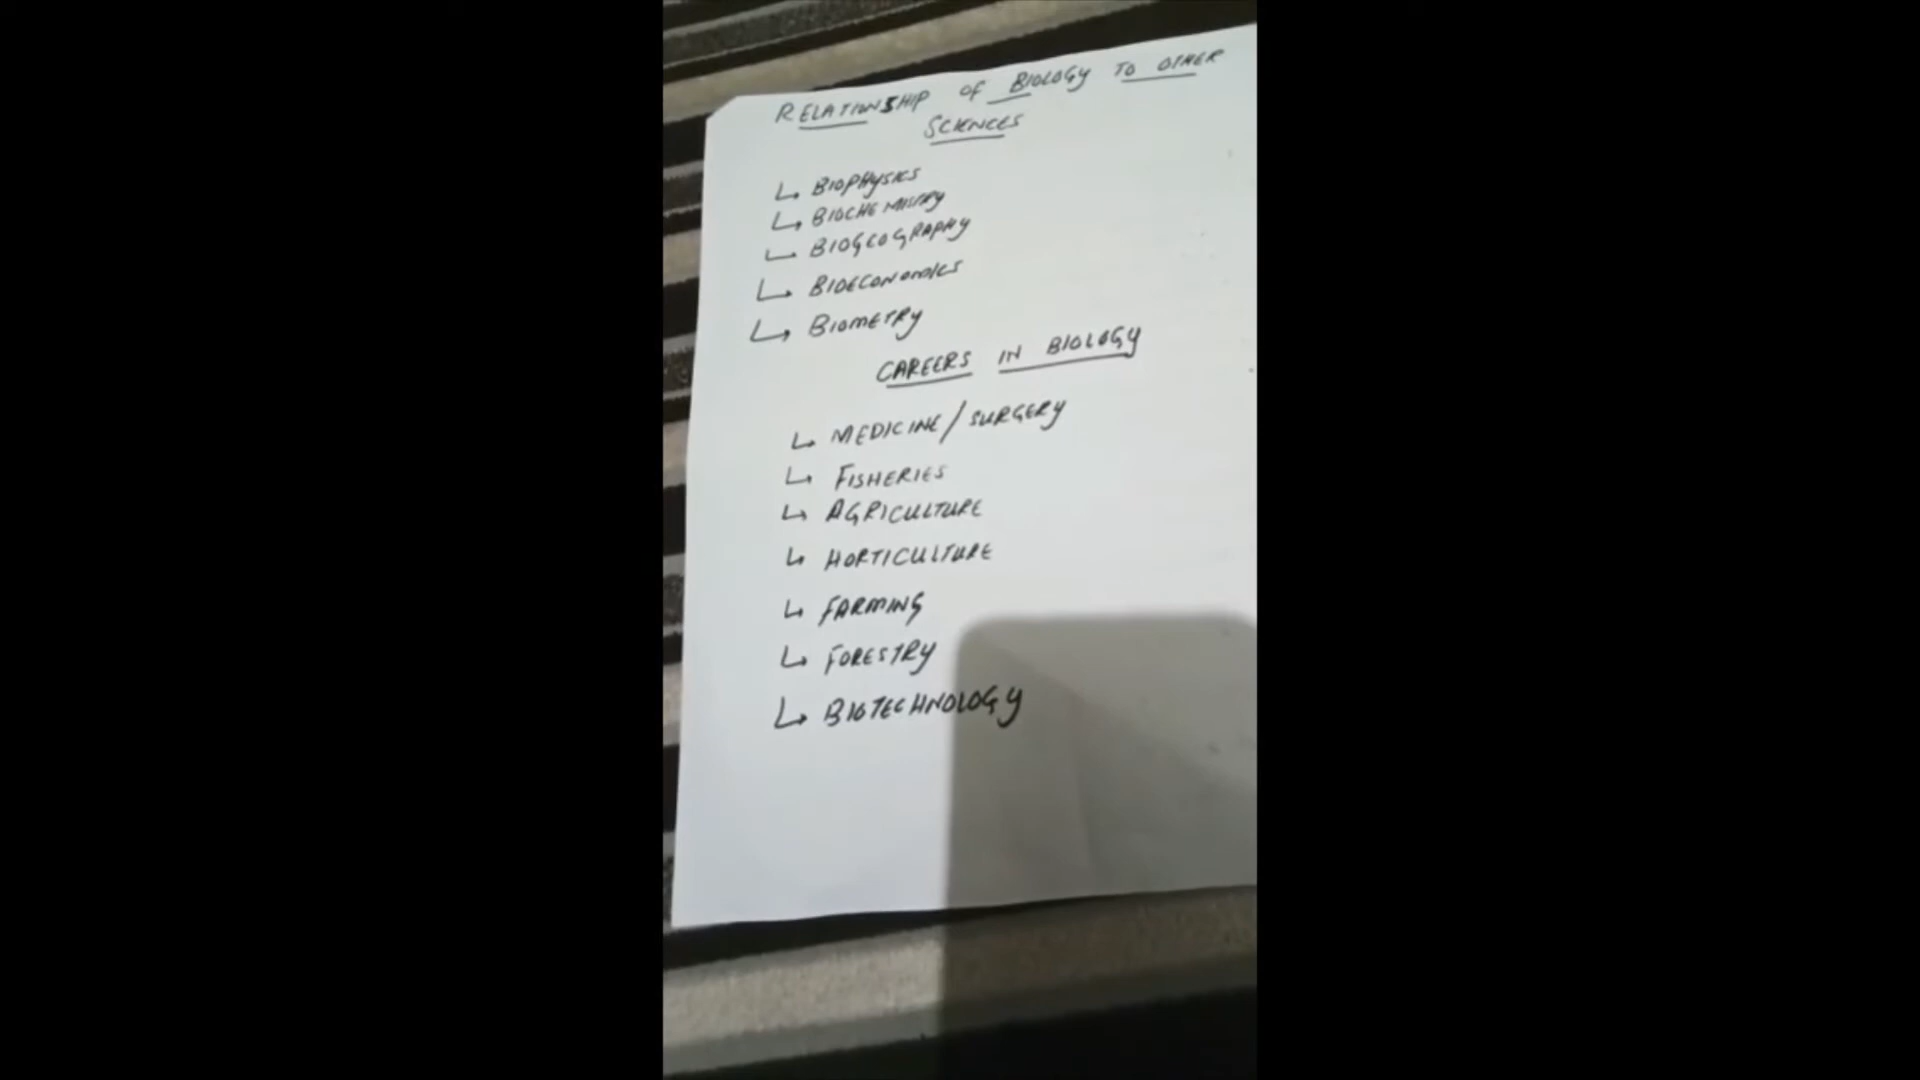 RELATIONSHIP OF BIOLOGY TO OTHER
SCIENCES
↳ BIOPHYSICS
↳ BIOCHEMISTRY
↳ BIOGEOGRAPHY
↳ BIOECONOMICS
↳ BIOMETRY
CAREERS IN BIOLOGY
↳ MEDICINE/SURGERY
↳ FISHERIES
↳ AGRICULTURE
↳ HORTICULTURE
↳ FARMING
↳ FORESTRY
↳ BIOTECHNOLOGY